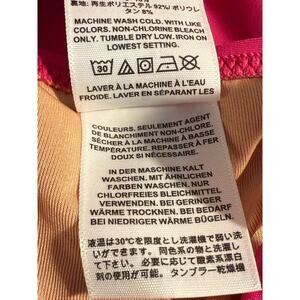 裏地: 再生ポリエステル 92%/ ポリウレ
タン 8%
MACHINE WASH COLD. WITH LIKE
COLORS. NON-CHLORINE BLEACH
ONLY. TUMBLE DRY LOW. IRON ON
LOWEST SETTING.
30
LAVER À LA MACHINE À L'EAU
FROIDE. LAVER EN SÉPARANT LES
COULEURS. SEULEMENT AGENT
DE BLANCHIMENT NON-CHLORE.
SÉCHER À LA MACHINE À BASSE
TEMPÉRATURE. REPASSER À FER
DOUX SI NÉCESSAIRE.
IN DER MASCHINE KALT
WASCHEN. MIT ÄHNLICHEN
FARBEN WASCHEN, NUR
CHLORFREIES BLEICHMITTEL
VERWENDEN. BEI GERINGER
WÄRME TROCKNEN. BEI BEDARF
BEI NIEDRIGER WÄRME BÜGELN.
液温は30℃を限度とし洗濯機で弱い洗
濯ができる。同色系の物と洗濯し
て下さい。必要に応じ酸素系漂白
剤の使用が可能。タンブラー乾燥機